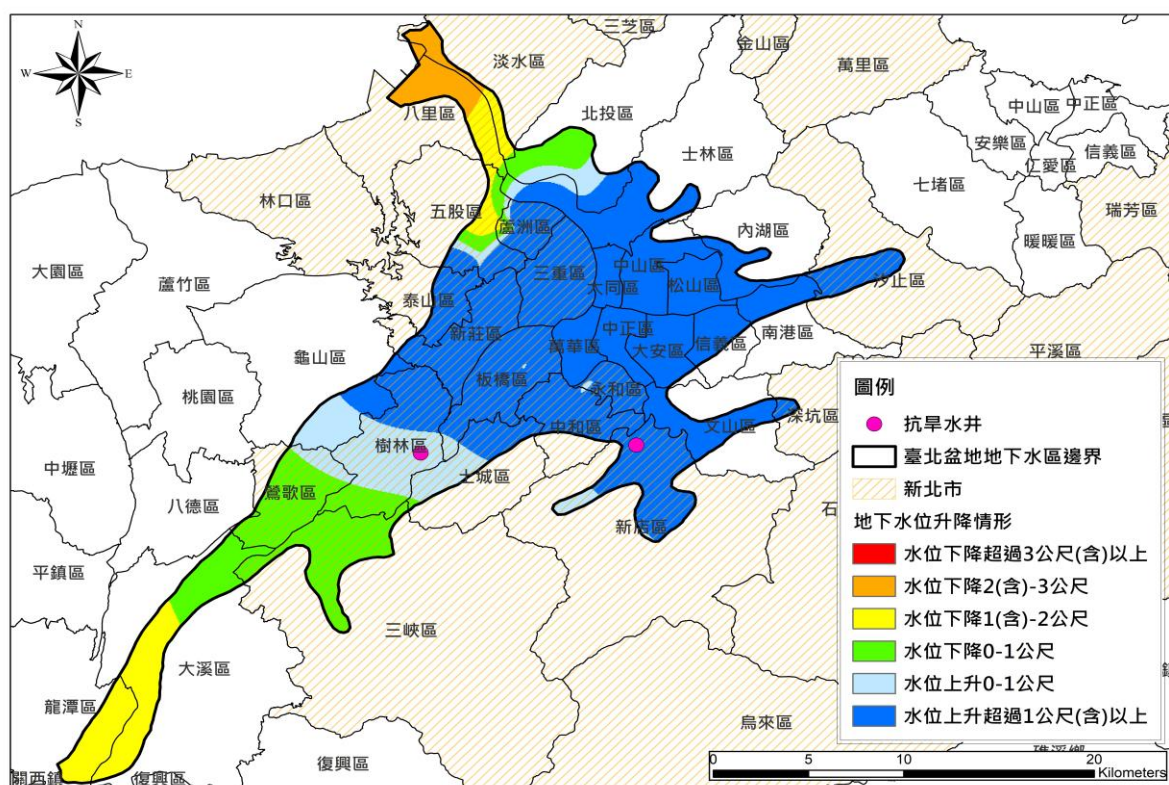 N
W
E
S
三芝區
金山區
萬里區
淡水區
八里區
北投區
士林區
中山區
中正區
安樂區
仁愛區
信義區
七堵區
瑞芳區
暖暖區
林口區
五股區
蘆洲區
內湖區
大園區
蘆竹區
三重區
中山區
大同區
松山區
汐止區
泰山區
新莊區
中正區
南港區
龜山區
萬華區
大安區
信義區
平溪區
板橋區
永和區
桃園區
樹林區
中和區
文山區
深坑區
中壢區
土城區
八德區
鶯歌區
新店區
石
平鎮區
三峽區
大溪區
龍潭區
烏來區
復興區
關西鎮
復興區
礁溪鄉
圖例
抗旱水井
臺北盆地地下水區邊界
新北市
地下水位升降情形
水位下降超過3公尺(含)以上
水位下降2(含)-3公尺
水位下降1(含)-2公尺
水位下降0-1公尺
水位上升0-1公尺
水位上升超過1公尺(含)以上
0 5 10 20
Kilometers